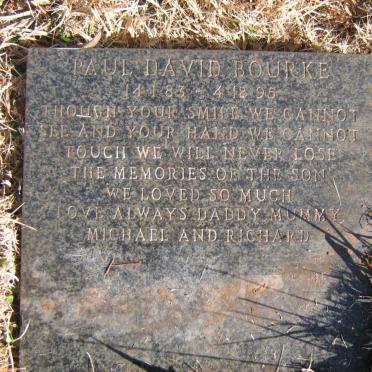 PAUL DAVID BOURKE
14.1.83 - 4.12.95
THOUGH YOUR SMILE WE CANNOT
SEE AND YOUR HAND WE CANNOT
TOUCH WE WILL NEVER LOSE
THE MEMORIES OF THE SON
WE LOVED SO MUCH
LOVE ALWAYS DADDY MUMMY
MICHAEL AND RICHARD